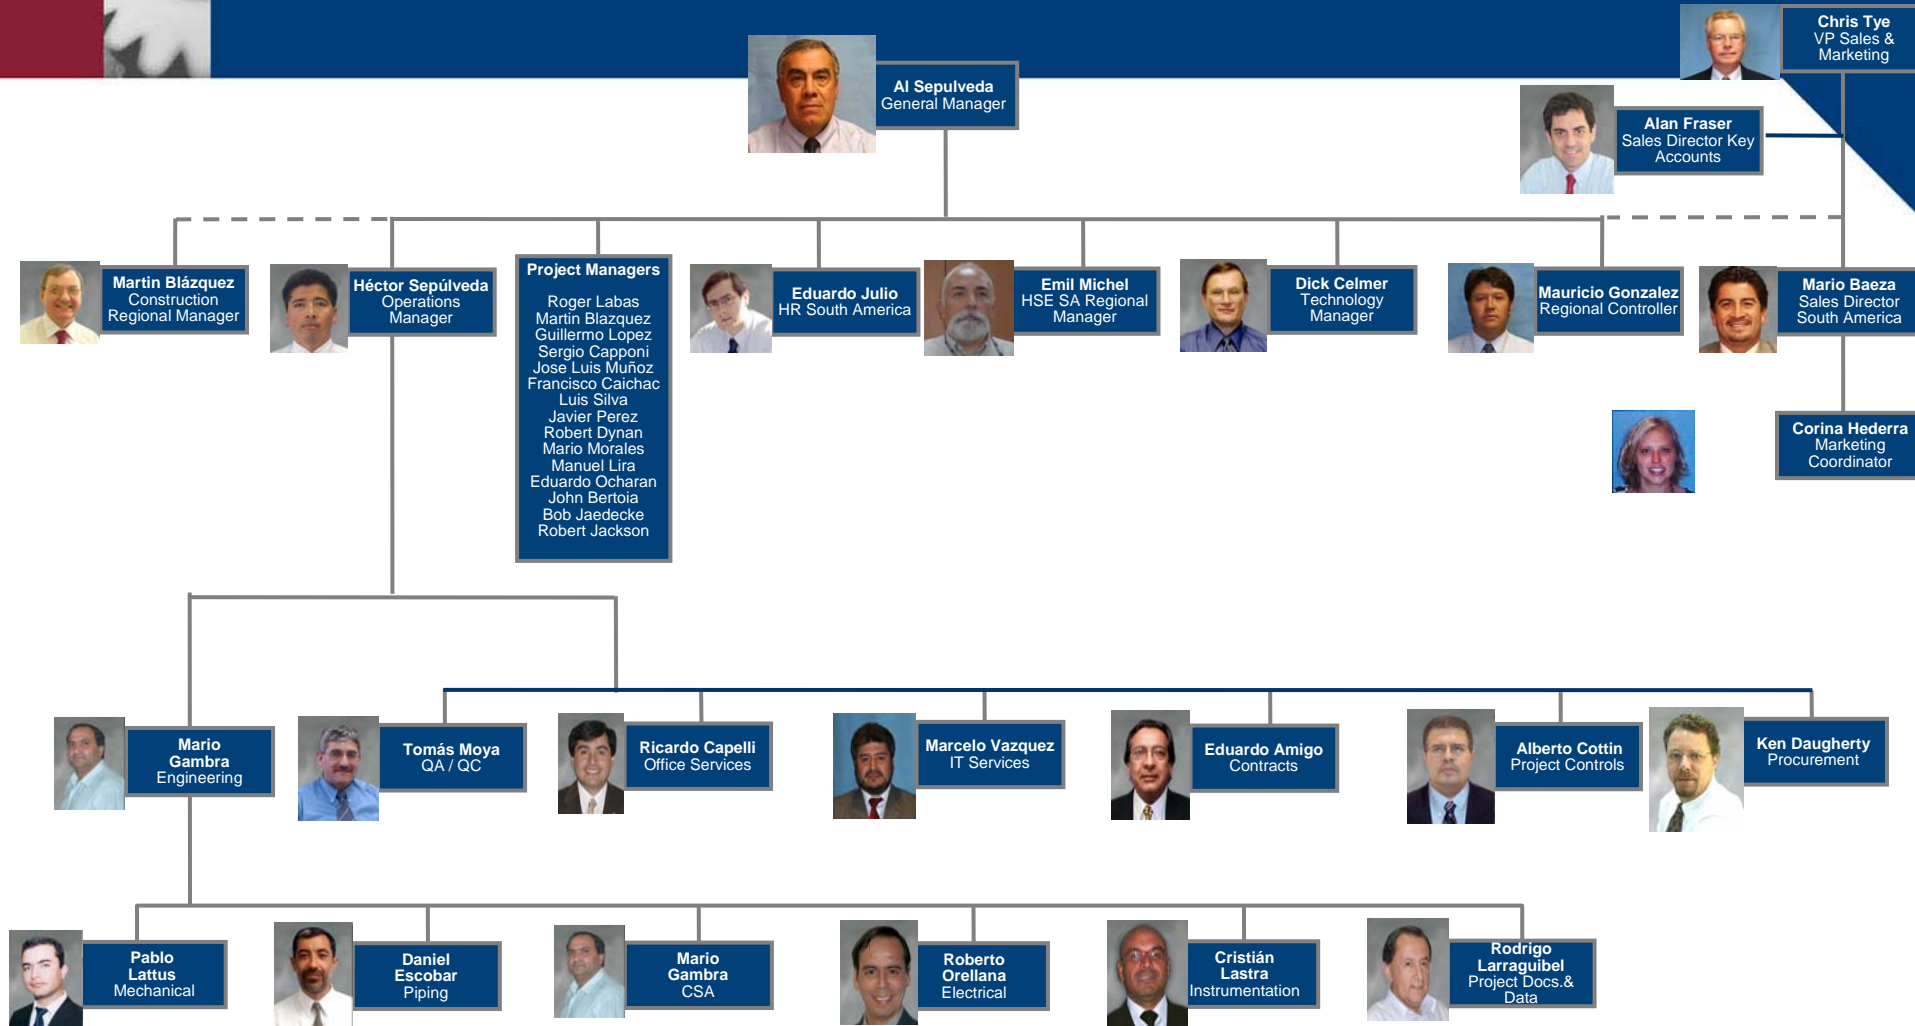 Chris Tye
VP Sales &
Marketing
Al Sepulveda
General Manager
Alan Fraser
Sales Director Key
Accounts
Martin Blázquez
Construction
Regional Manager
Héctor Sepúlveda
Operations
Manager
Project Managers
Roger Labas
Martin Blazquez
Guillermo Lopez
Sergio Capponi
Jose Luis Muñoz
Francisco Caichac
Luis Silva
Javier Perez
Robert Dynan
Mario Morales
Manuel Lira
Eduardo Ocharan
John Bertoia
Bob Jaedecke
Robert Jackson
Eduardo Julio
HR South America
Emil Michel
HSE SA Regional
Manager
Dick Celmer
Technology
Manager
Mauricio Gonzalez
Regional Controller
Mario Baeza
Sales Director
South America
Corina Hederra
Marketing
Coordinator
Mario
Gambra
Engineering
Tomás Moya
QA / QC
Ricardo Capelli
Office Services
Marcelo Vazquez
IT Services
Eduardo Amigo
Contracts
Alberto Cottin
Project Controls
Ken Daugherty
Procurement
Pablo
Lattus
Mechanical
Daniel
Escobar
Piping
Mario
Gambra
CSA
Roberto
Orellana
Electrical
Cristián
Lastra
Instrumentation
Rodrigo
Larraguibel
Project Docs.&
Data